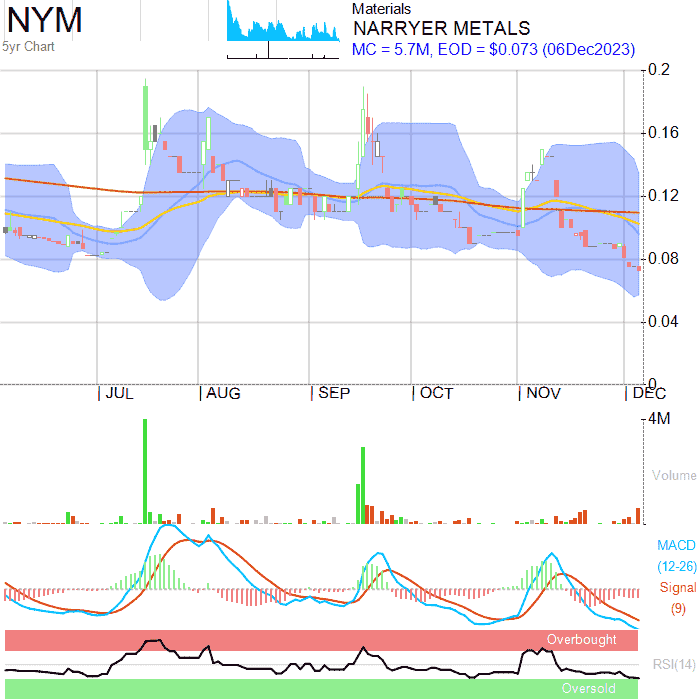 NYM
5yr Chart
Materials
NARRYER METALS
MC = 5.7M, EOD = $0.073 (06Dec2023)
0.2
0.16
0.12
0.08
0.04
0
JUL AUG SEP OCT NOV DEC
4M
Volume
MACD
(12-26)
Signal
(9)
Overbought
RSI(14)
Oversold